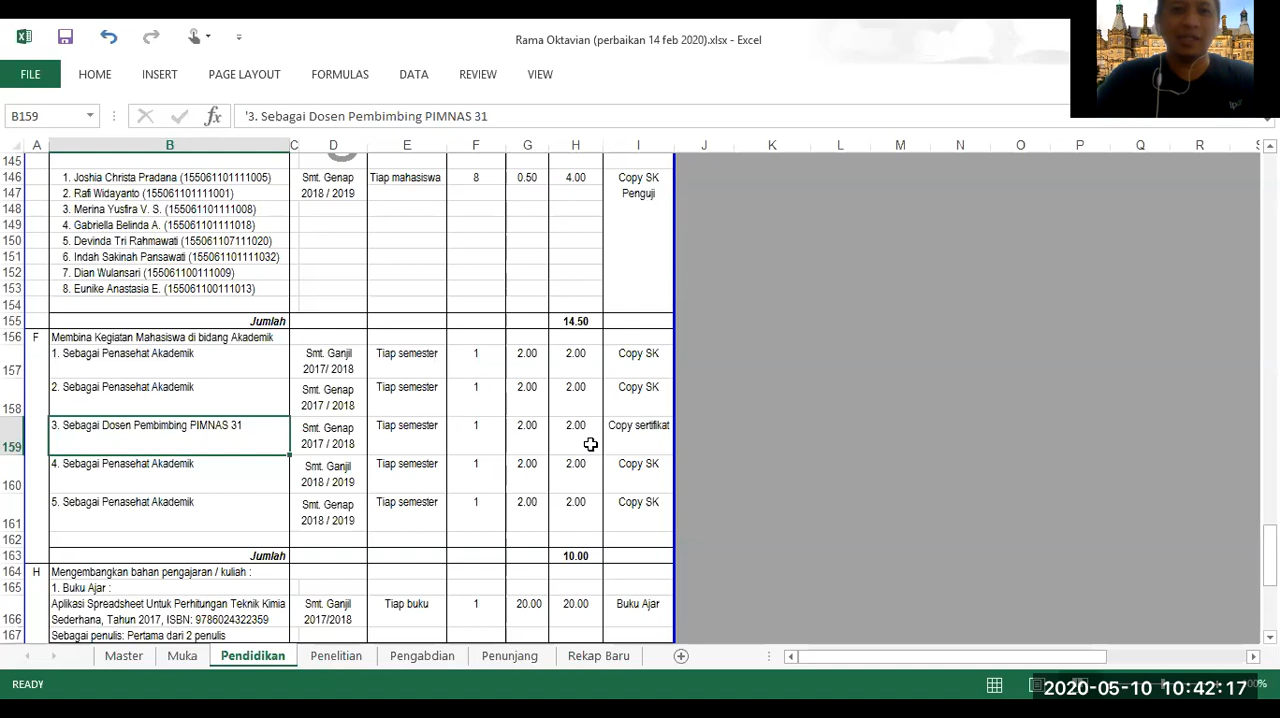 Rama Oktavian (perbaikan 14 feb 2020).xlsx - Excel
FILE HOME INSERT PAGE LAYOUT FORMULAS DATA REVIEW VIEW
B159 fx '3. Sebagai Dosen Pembimbing PIMNAS 31
A B C D E F G H I J K L M N O P Q R S
145
146 1. Joshia Christa Pradana (155061101111005) Smt. Genap Tiap mahasiswa 8 0.50 4.00 Copy SK
147 2. Rafi Widayanto (155061101111001) 2018 / 2019 Penguji
148 3. Merina Yusfira V. S. (155061101111008)
149 4. Gabriella Belinda A. (155061101111018)
150 5. Devinda Tri Rahmawati (155061107111020)
151 6. Indah Sakinah Pansawati (155061101111032)
152 7. Dian Wulansari (155061100111009)
153 8. Eunike Anastasia E. (155061100111013)
154
155 Jumlah 14.50
156 F Membina Kegiatan Mahasiswa di bidang Akademik
157 1. Sebagai Penasehat Akademik Smt. Ganjil 2017/ 2018 Tiap semester 1 2.00 2.00 Copy SK
158 2. Sebagai Penasehat Akademik Smt. Genap 2017 / 2018 Tiap semester 1 2.00 2.00 Copy SK
159 3. Sebagai Dosen Pembimbing PIMNAS 31 Smt. Genap 2017 / 2018 Tiap semester 1 2.00 2.00 Copy sertifikat
160 4. Sebagai Penasehat Akademik Smt. Ganjil 2018 / 2019 Tiap semester 1 2.00 2.00 Copy SK
161 5. Sebagai Penasehat Akademik Smt. Genap 2018 / 2019 Tiap semester 1 2.00 2.00 Copy SK
162
163 Jumlah 10.00
164 H Mengembangkan bahan pengajaran / kuliah :
165 1. Buku Ajar :
166 Aplikasi Spreadsheet Untuk Perhitungan Teknik Kimia Smt. Ganjil Tiap buku 1 20.00 20.00 Buku Ajar
Sederhana, Tahun 2017, ISBN: 9786024322359 2017/2018
167 Sebagai penulis: Pertama dari 2 penulis
Master Muka Pendidikan Penelitian Pengabdian Penunjang Rekap Baru
READY
2020-05-10 10:42:17